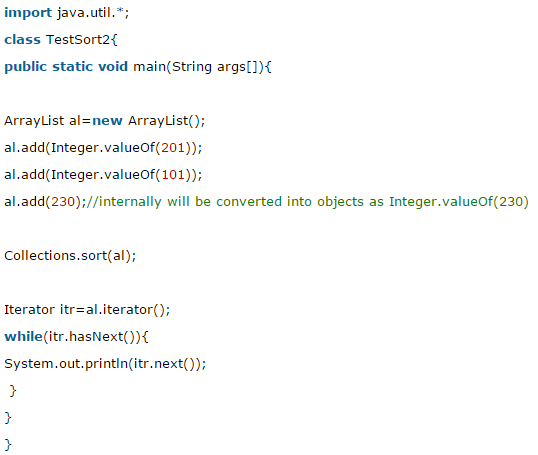 import java.util.*;
class TestSort2{
public static void main(String args[]){
ArrayList al=new ArrayList();
al.add(Integer.valueOf(201));
al.add(Integer.valueOf(101));
al.add(230);//internally will be converted into objects as Integer.valueOf(230)
Collections.sort(al);
Iterator itr=al.iterator();
while(itr.hasNext()){
System.out.println(itr.next());
}
}
}